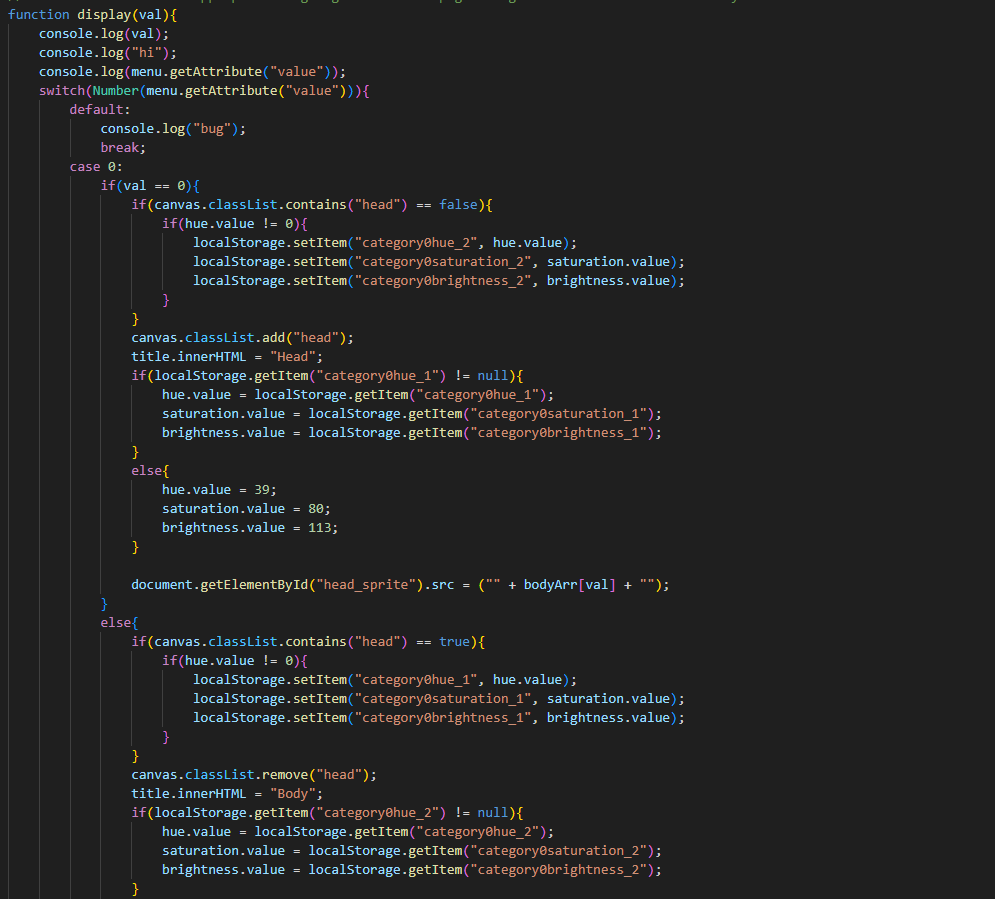 function display(val){
console.log(val);
console.log("hi");
console.log(menu.getAttribute("value"));
switch(Number(menu.getAttribute("value"))){
default:
console.log("bug");
break;
case 0:
if(val == 0){
if(canvas.classList.contains("head") == false){
if(hue.value != 0){
localStorage.setItem("category0hue_2", hue.value);
localStorage.setItem("category0saturation_2", saturation.value);
localStorage.setItem("category0brightness_2", brightness.value);
}
}
canvas.classList.add("head");
title.innerHTML = "Head";
if(localStorage.getItem("category0hue_1") != null){
hue.value = localStorage.getItem("category0hue_1");
saturation.value = localStorage.getItem("category0saturation_1");
brightness.value = localStorage.getItem("category0brightness_1");
}
else{
hue.value = 39;
saturation.value = 80;
brightness.value = 113;
}
document.getElementById("head_sprite").src = ("" + bodyArr[val] + "");
}
else{
if(canvas.classList.contains("head") == true){
if(hue.value != 0){
localStorage.setItem("category0hue_1", hue.value);
localStorage.setItem("category0saturation_1", saturation.value);
localStorage.setItem("category0brightness_1", brightness.value);
}
}
canvas.classList.remove("head");
title.innerHTML = "Body";
if(localStorage.getItem("category0hue_2") != null){
hue.value = localStorage.getItem("category0hue_2");
saturation.value = localStorage.getItem("category0saturation_2");
brightness.value = localStorage.getItem("category0brightness_2");
}